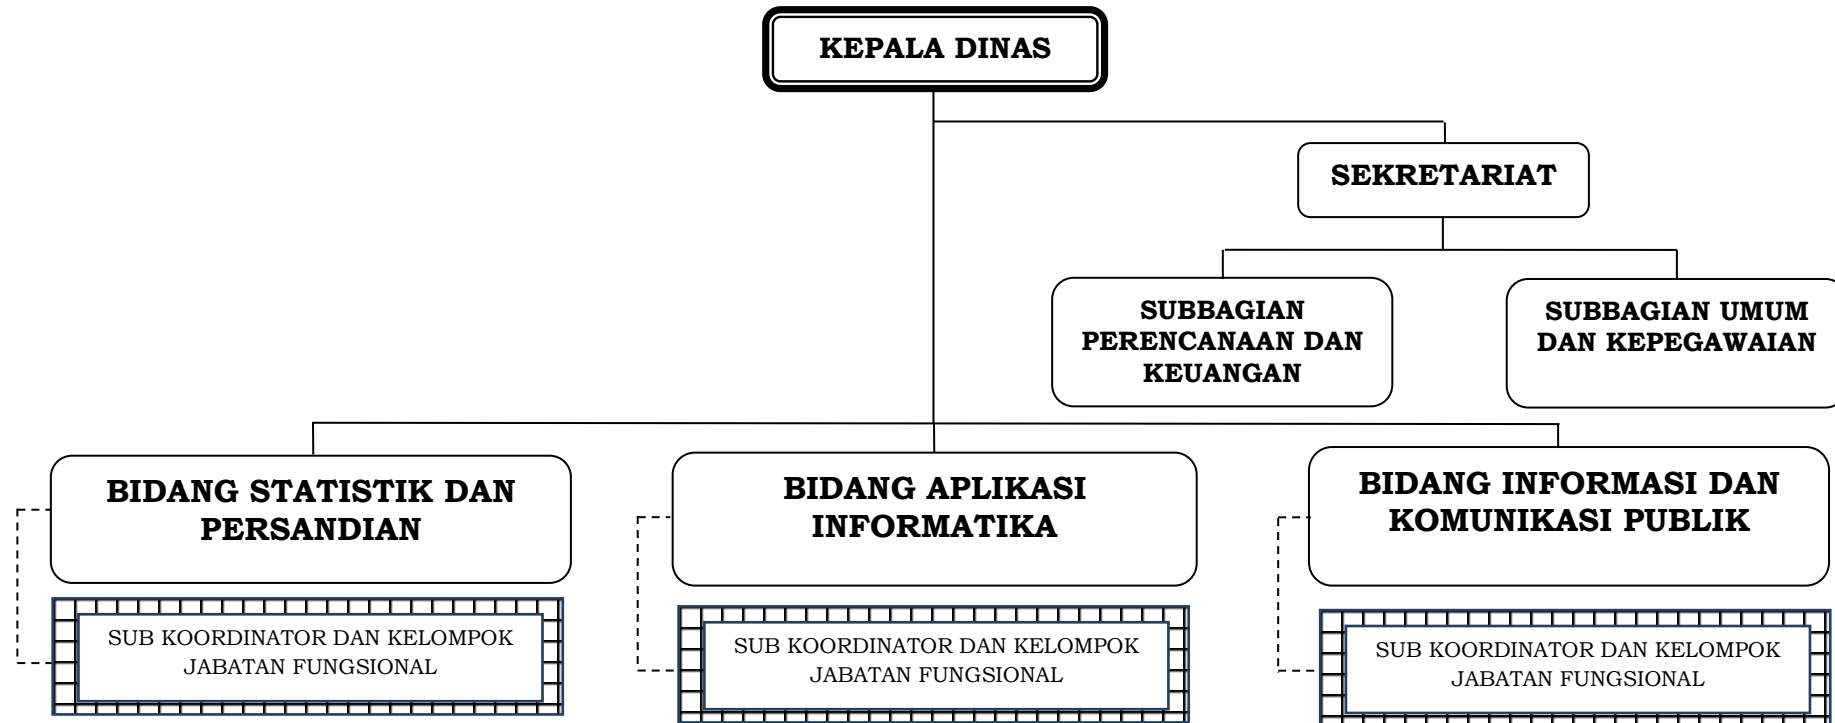 KEPALA DINAS
SEKRETARIAT
SUBBAGIAN
PERENCANAAN DAN
KEUANGAN
SUBBAGIAN UMUM
DAN KEPEGAWAIAN
BIDANG STATISTIK DAN
PERSANDIAN
BIDANG APLIKASI
INFORMATIKA
BIDANG INFORMASI DAN
KOMUNIKASI PUBLIK
SUB KOORDINATOR DAN KELOMPOK
JABATAN FUNGSIONAL
SUB KOORDINATOR DAN KELOMPOK
JABATAN FUNGSIONAL
SUB KOORDINATOR DAN KELOMPOK
JABATAN FUNGSIONAL